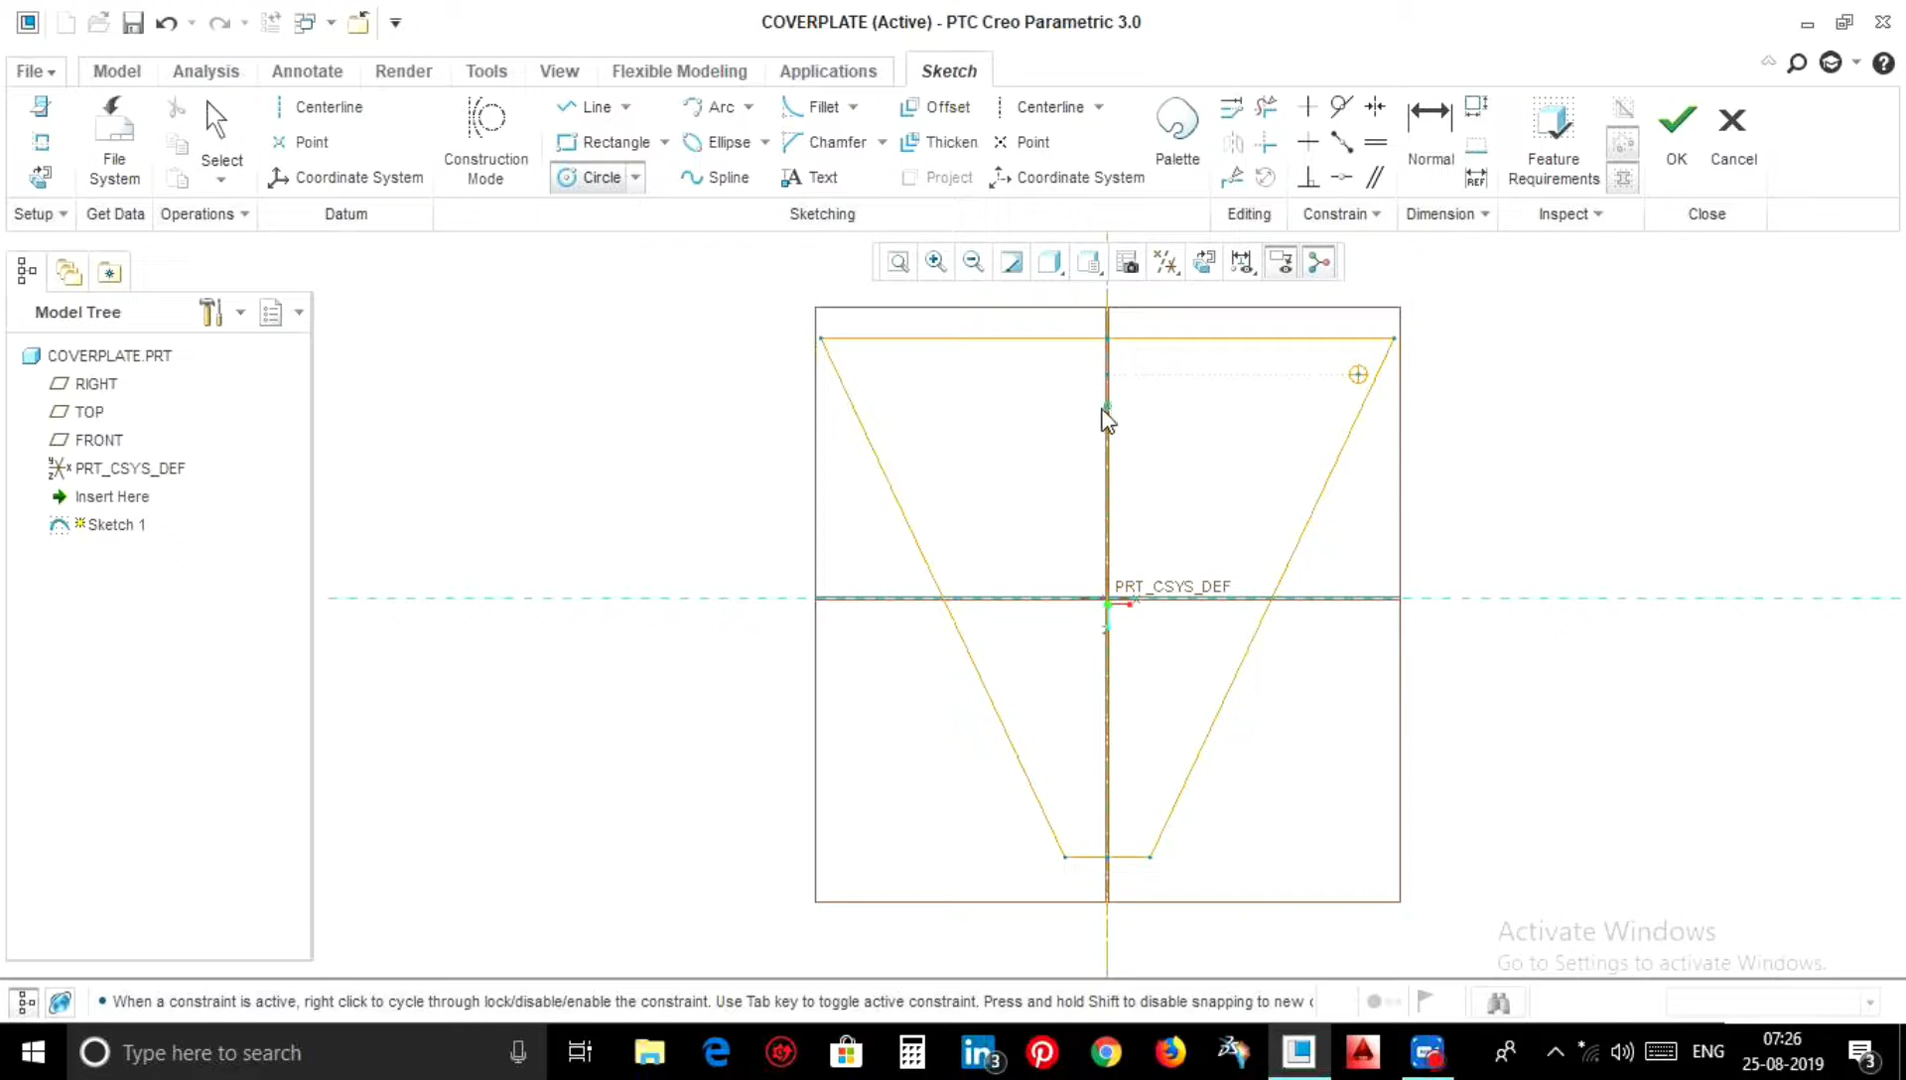 COVERPLATE (Active) - PTC Creo Parametric 3.0
File
Model
Analysis
Annotate
Render
Tools
View
Flexible Modeling
Applications
Sketch
File System
Select
Centerline
Point
Coordinate System
Construction Mode
Line
Rectangle
Circle
Arc
Ellipse
Spline
Fillet
Chamfer
Text
Offset
Thicken
Project
Centerline
Point
Coordinate System
Palette
Normal
REF
Feature Requirements
OK
Cancel
Setup
Get Data
Operations
Datum
Sketching
Editing
Constrain
Dimension
Inspect
Close
Model Tree
COVERPLATE.PRT
RIGHT
TOP
FRONT
PRT_CSYS_DEF
Insert Here
Sketch 1
PRT_CSYS_DEF
Activate Windows
Go to Settings to activate Windows.
When a constraint is active, right click to cycle through lock/disable/enable the constraint. Use Tab key to toggle active constraint. Press and hold Shift to disable snapping to new
Type here to search
3
ENG
07:26
25-08-2019
3